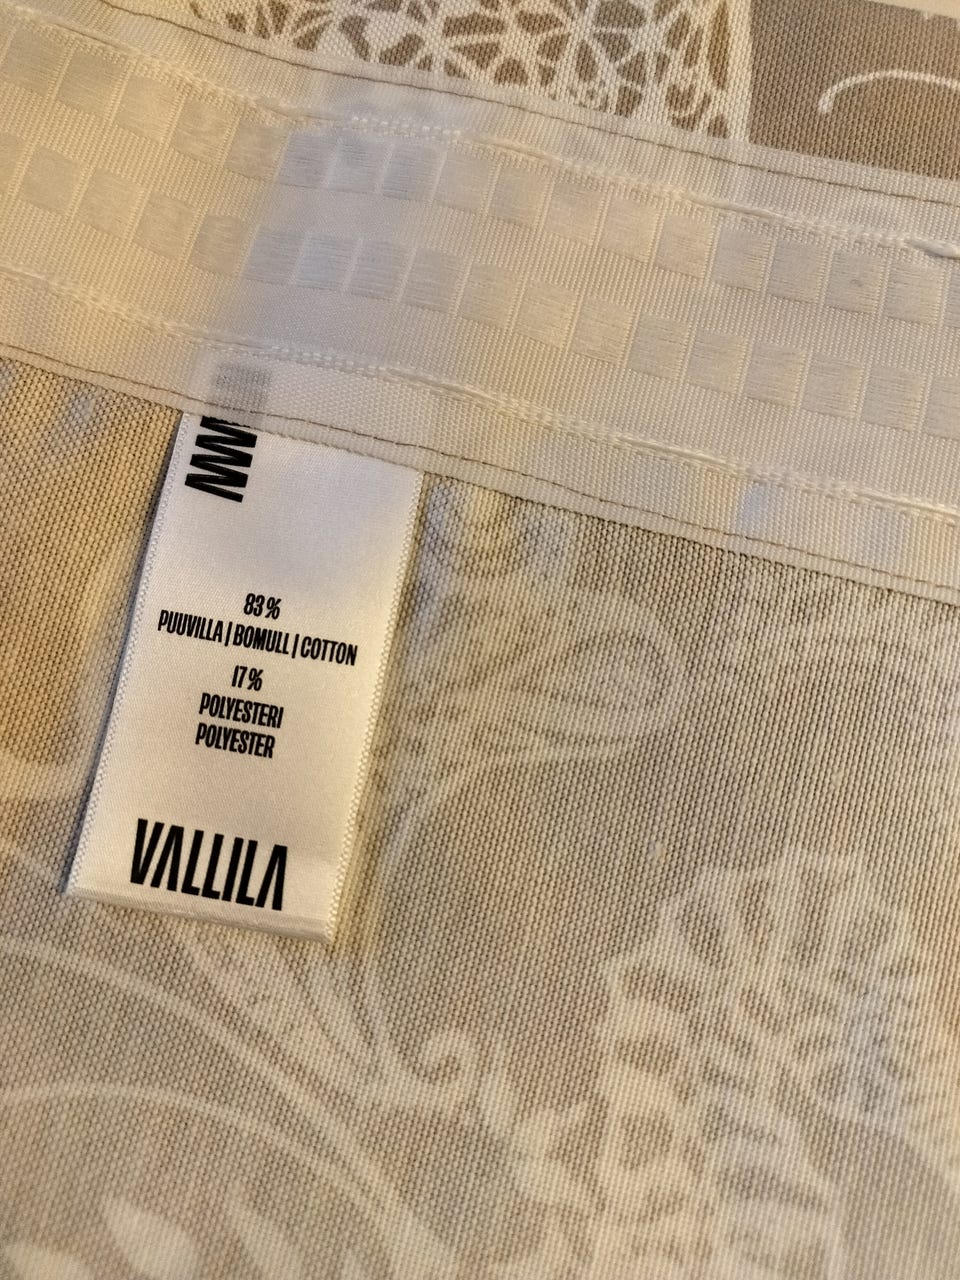 83%
PUUVILLA | BOMULL | COTTON
17%
POLYESTERI
POLYESTER
VALLILA